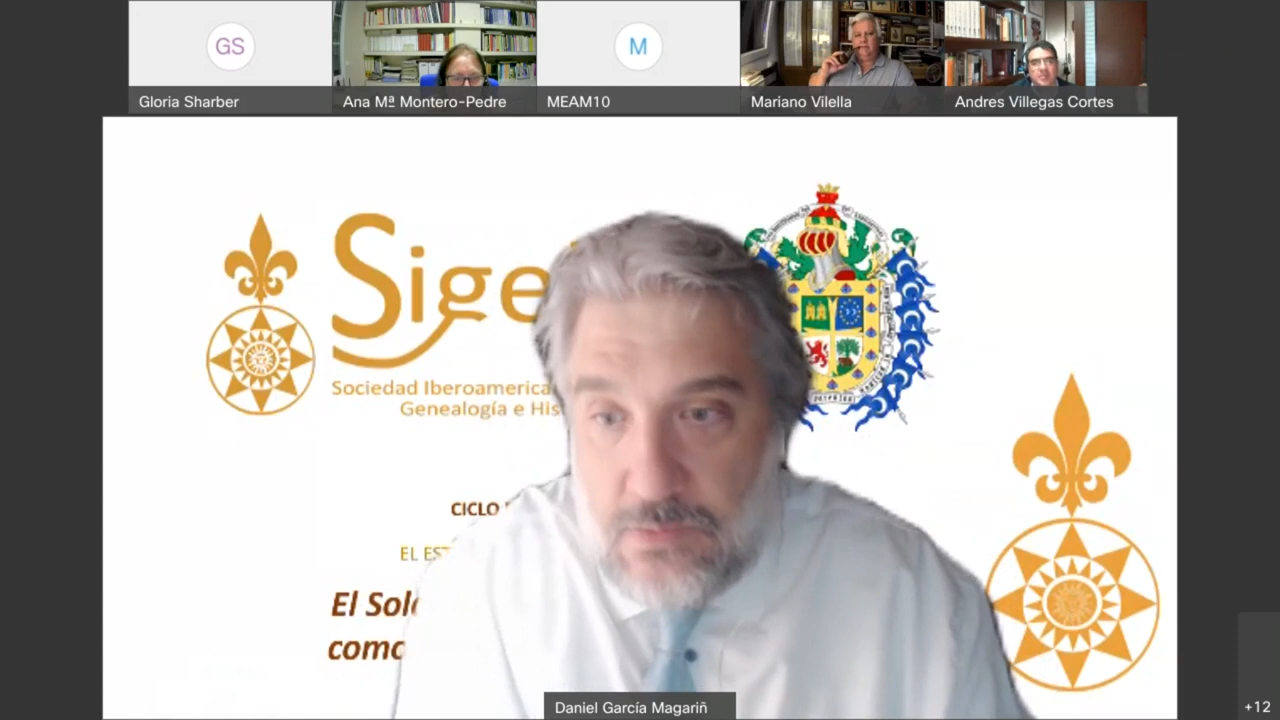 GS
M
Gloria Sharber
Ana Mª Montero-Pedre
MEAM10
Mariano Vilella
Andres Villegas Cortes
Sige
Sociedad Iberoamerica
Genealogía e His
CICLO
EL EST
El Sol
como
Daniel García Magariñ
+12